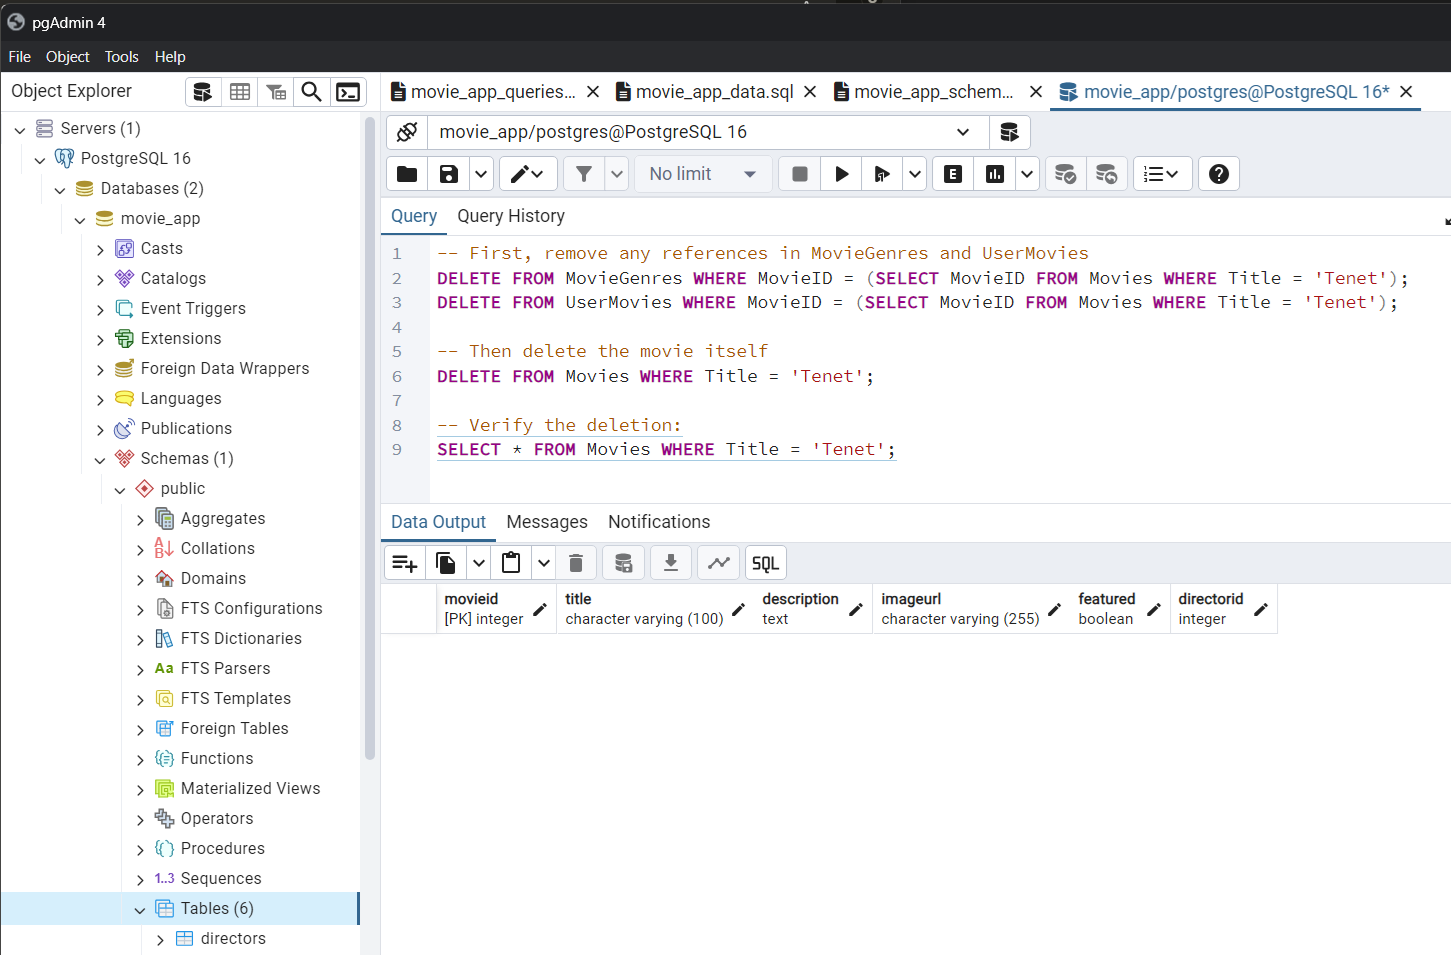 pgAdmin 4
File Object Tools Help
Object Explorer
Servers (1)
PostgreSQL 16
Databases (2)
movie_app
Casts
Catalogs
Event Triggers
Extensions
Foreign Data Wrappers
Languages
Publications
Schemas (1)
public
Aggregates
Collations
Domains
FTS Configurations
FTS Dictionaries
Aa FTS Parsers
FTS Templates
Foreign Tables
Functions
Materialized Views
Operators
Procedures
1..3 Sequences
Tables (6)
directors
movie_app_queries... movie_app_data.sql movie_app_schem... movie_app/postgres@PostgreSQL 16*
movie_app/postgres@PostgreSQL 16
No limit E
Query Query History
1 -- First, remove any references in MovieGenres and UserMovies
2 DELETE FROM MovieGenres WHERE MovieID = (SELECT MovieID FROM Movies WHERE Title = 'Tenet');
3 DELETE FROM UserMovies WHERE MovieID = (SELECT MovieID FROM Movies WHERE Title = 'Tenet');
4
5 -- Then delete the movie itself
6 DELETE FROM Movies WHERE Title = 'Tenet';
7
8 -- Verify the deletion:
9 SELECT * FROM Movies WHERE Title = 'Tenet';
Data Output Messages Notifications
SQL
movieid title description imageurl featured directorid
[PK] integer character varying (100) text character varying (255) boolean integer